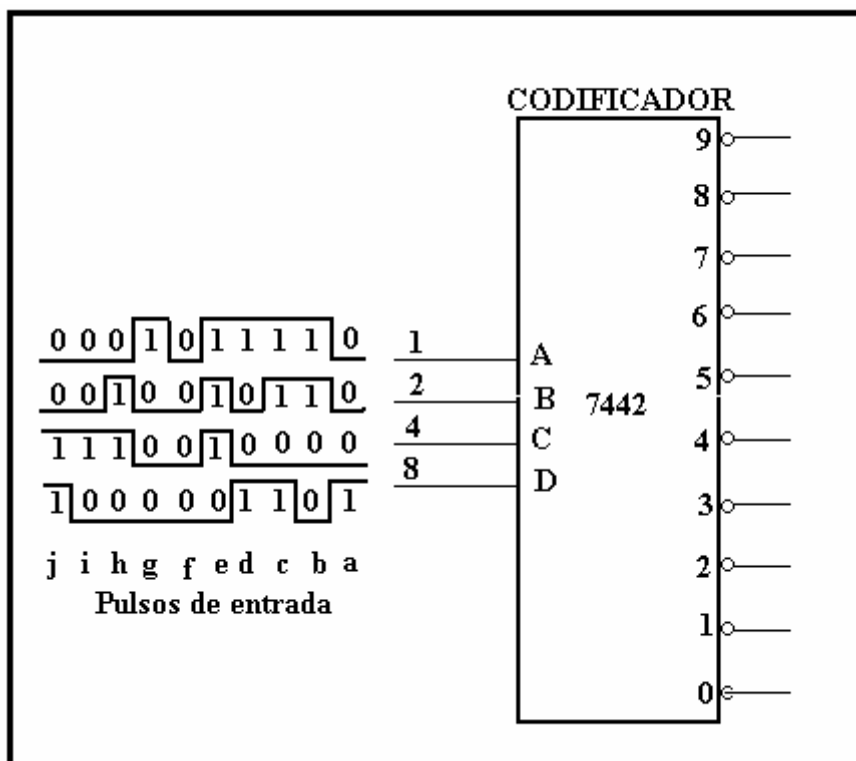 CODIFICADOR
9
8
7
6
5
4
3
2
1
0
7442
0 0 0 1 0 1 1 1 1 0 1 A
0 0 1 0 0 1 0 1 1 0 2 B
1 1 1 0 0 1 0 0 0 0 4 C
1 0 0 0 0 0 1 1 0 1 8 D
j i h g f e d c b a
Pulsos de entrada